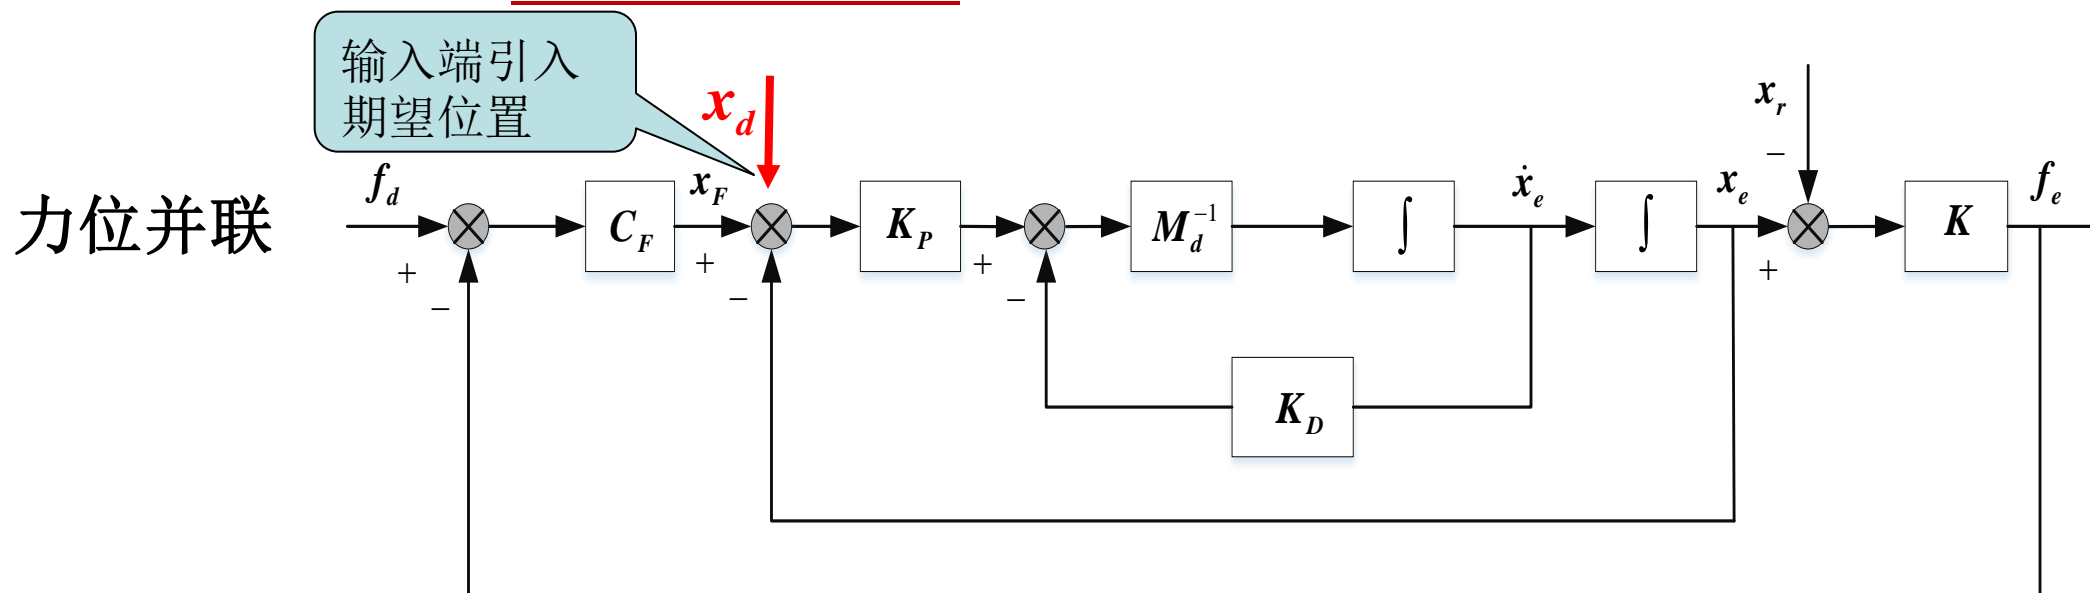 输入端引入
期望位置
x_d
x_r
−
力位并联
f_d
+
−
C_F
x_F
+
−
K_P
+
−
M_d^{-1}
∫
ẋ_e
∫
x_e
+
K
f_e
K_D